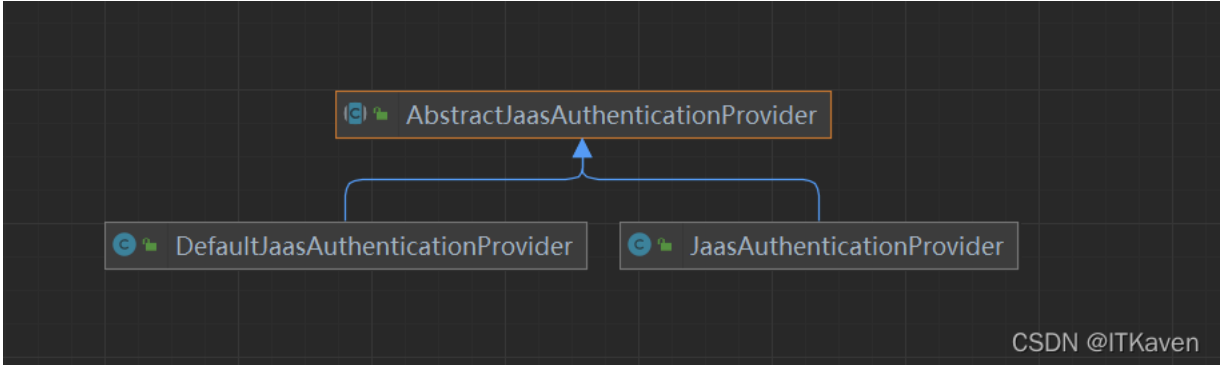 AbstractJaasAuthenticationProvider
DefaultJaasAuthenticationProvider
JaasAuthenticationProvider
CSDN @ITKaven